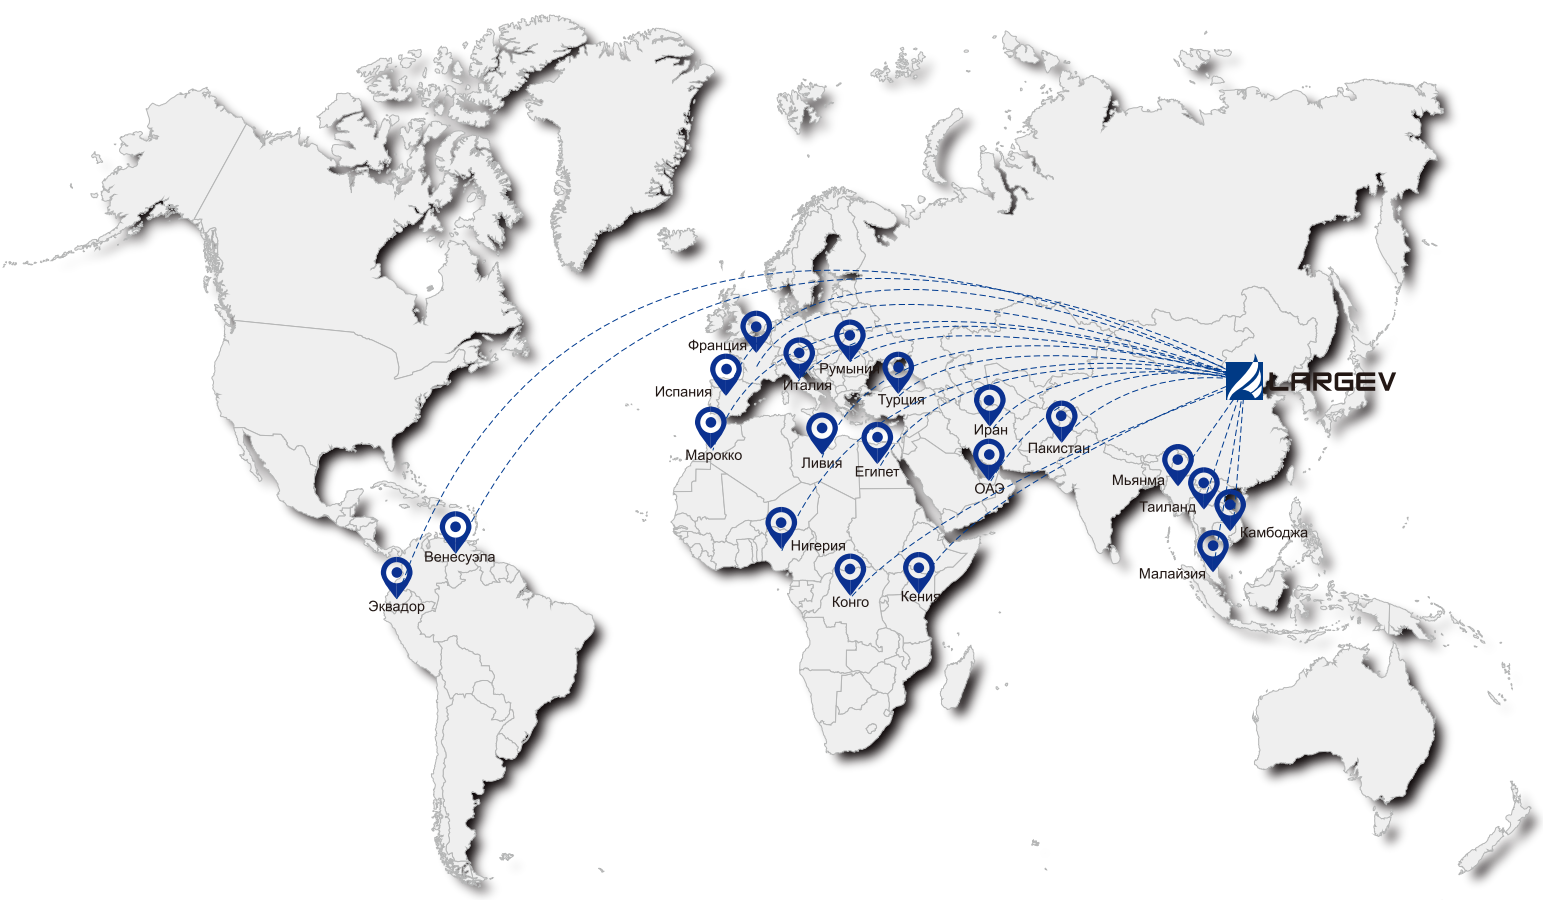 Франция
Румыния
LARGEV
Испания
Италия
Турция
Марокко
Ливия
Иран
Пакистан
Египет
ОАЭ
Мьянма
Таиланд
Камбоджа
Нигерия
Венесуэла
Малайзия
Эквадор
Конго
Кения